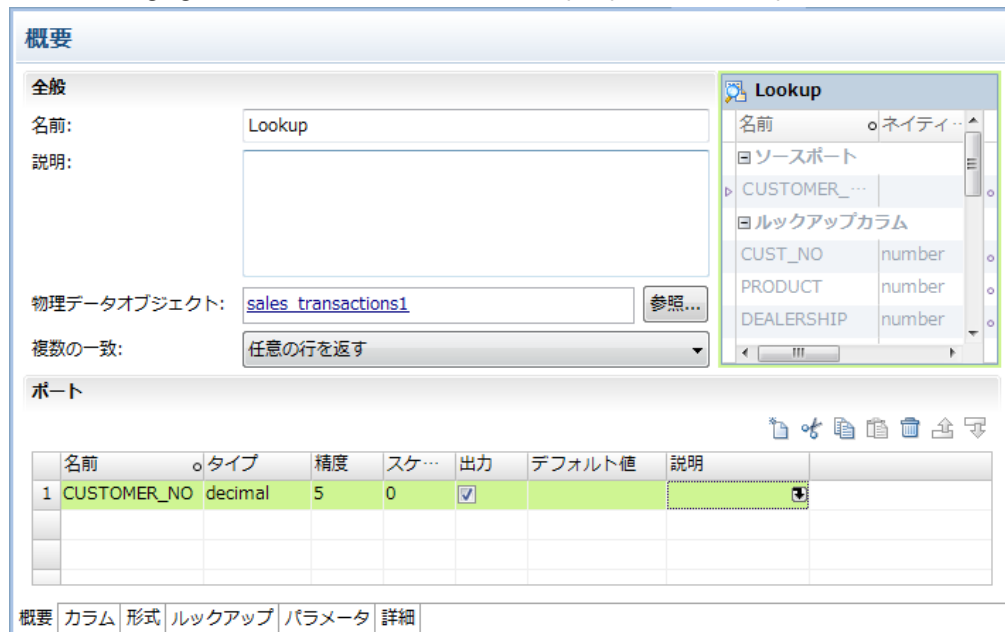 概要
全般
名前:
Lookup
説明:
物理データオブジェクト:
sales_transactions1
参照...
複数の一致:
任意の行を返す
Lookup
名前 ネイティ…
ソースポート
CUSTOMER_…
ルックアップカラム
CUST_NO number
PRODUCT number
DEALERSHIP number
ポート
名前 タイプ 精度 スケ… 出力 デフォルト値 説明
1 CUSTOMER_NO decimal 5 0
概要 カラム 形式 ルックアップ パラメータ 詳細